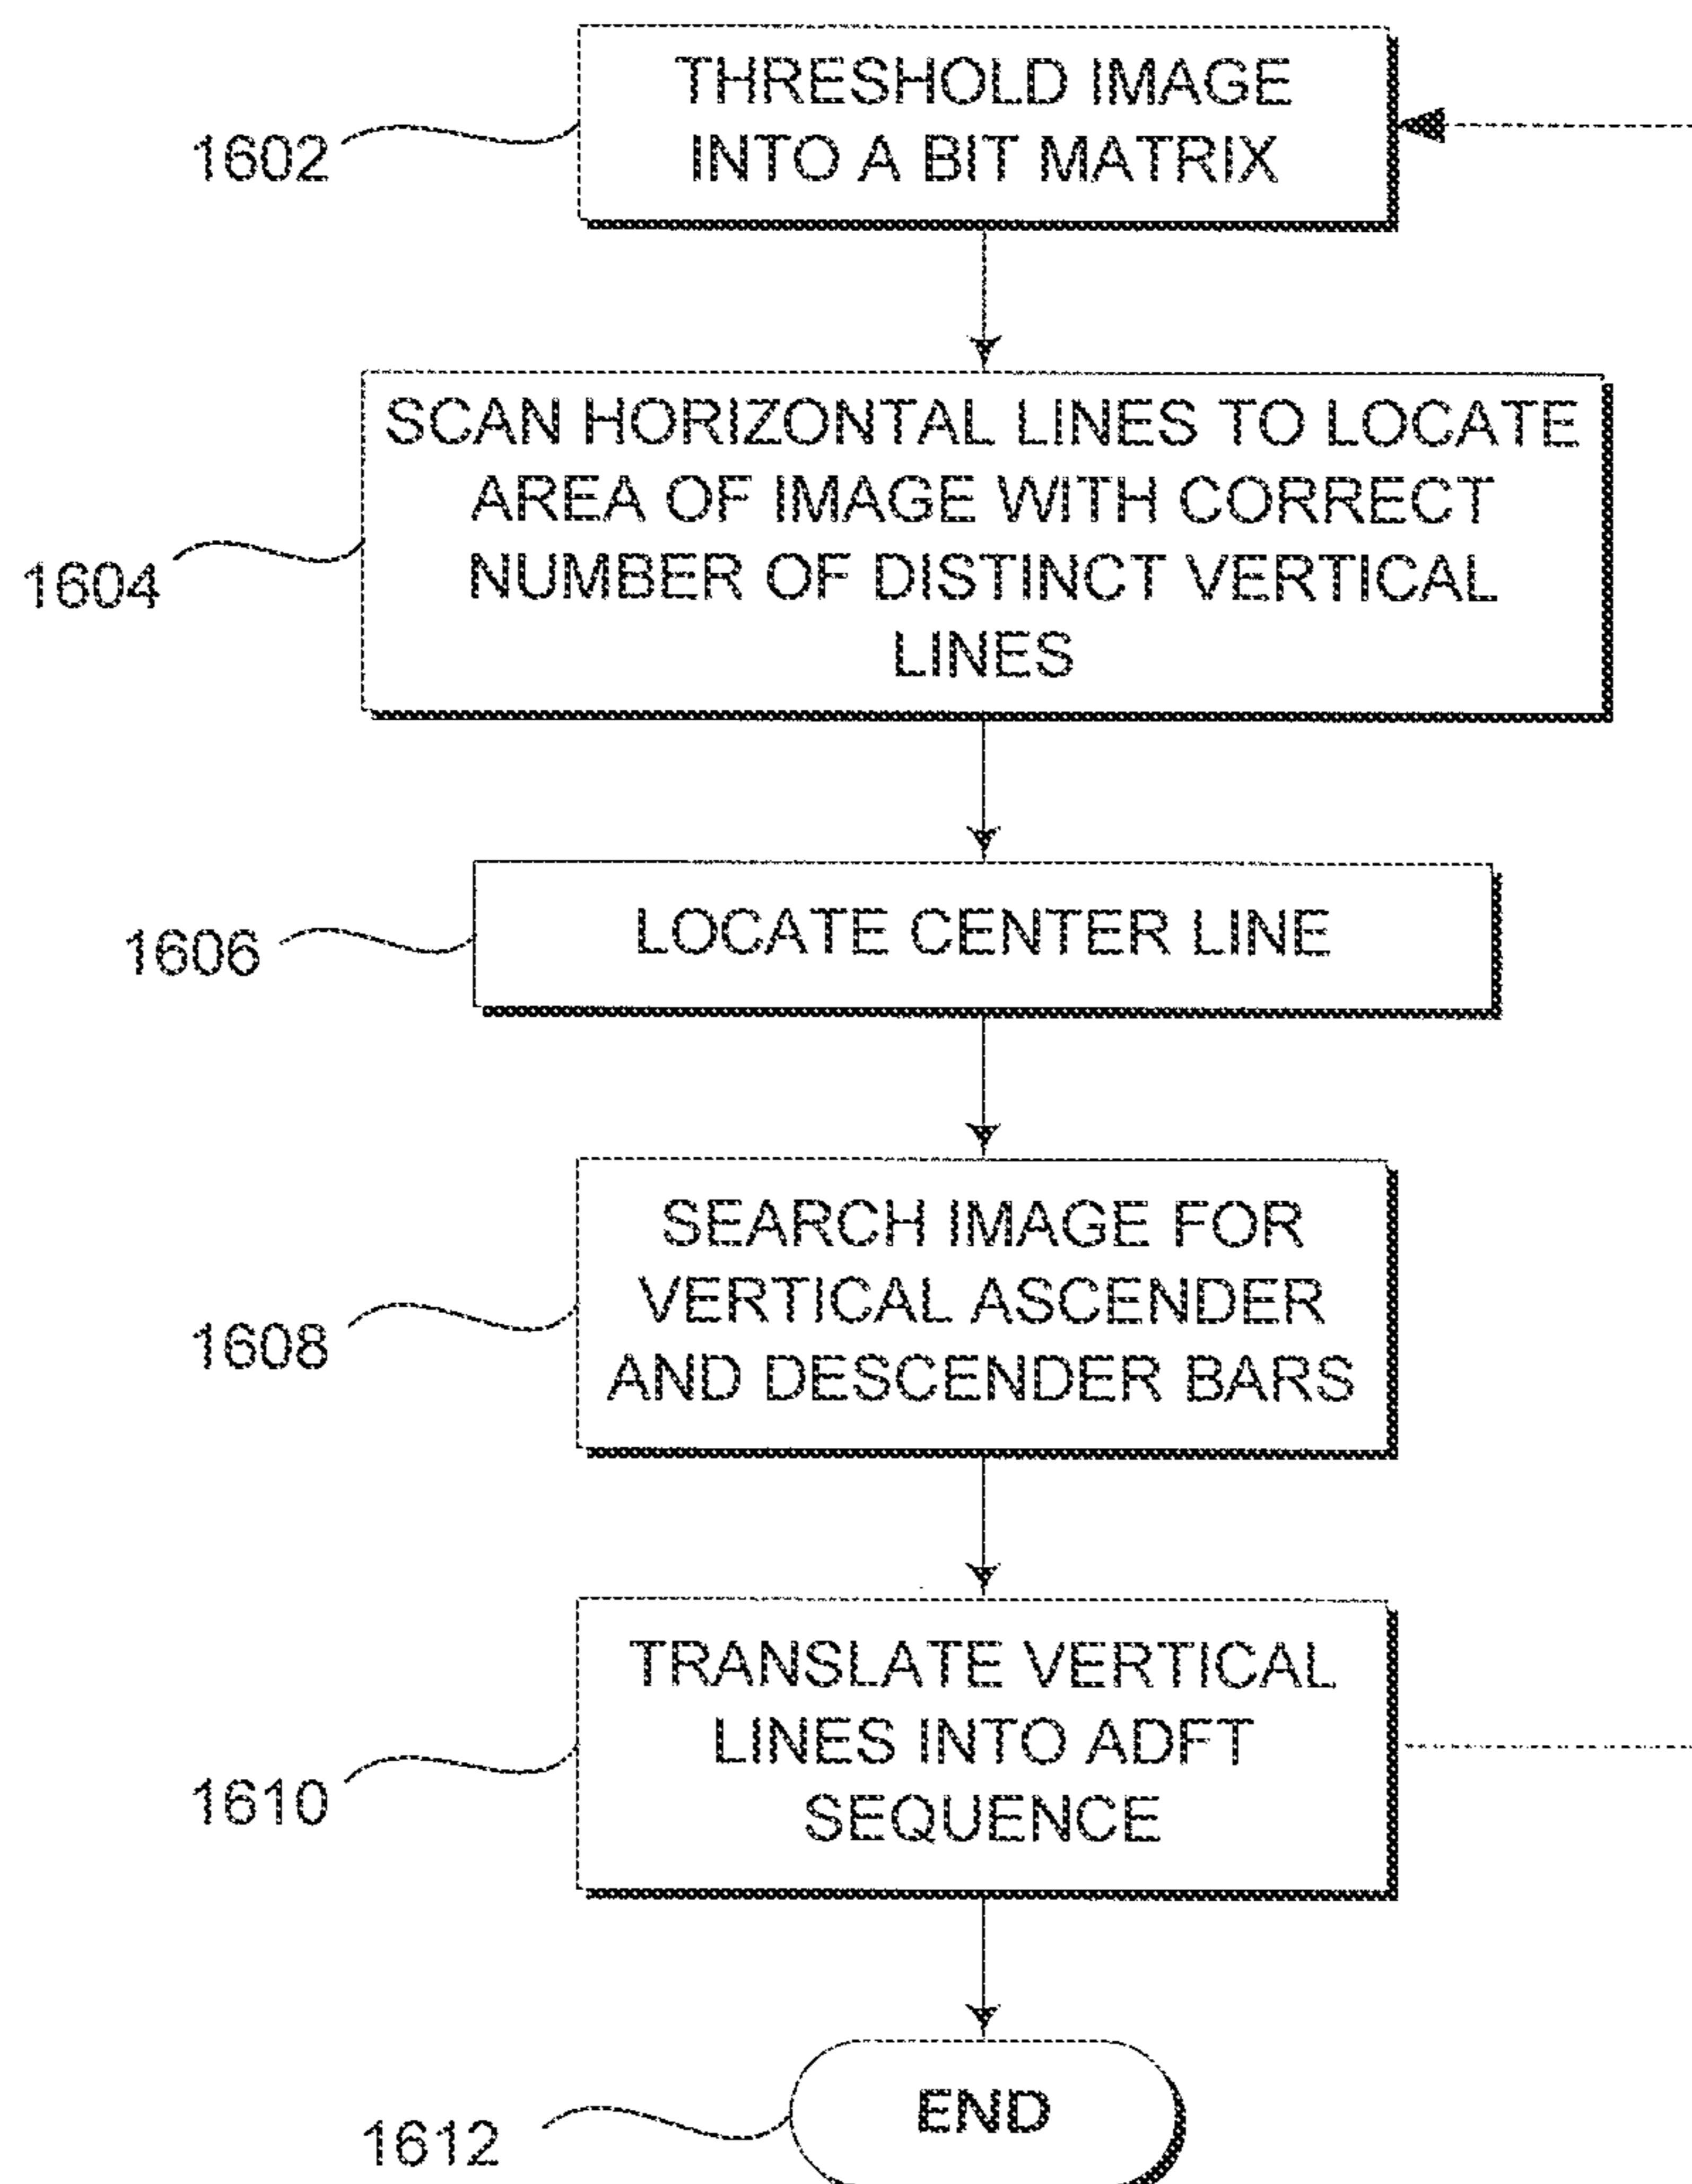 THRESHOLD IMAGE
INTO A BIT MATRIX
1602
SCAN HORIZONTAL LINES TO LOCATE
AREA OF IMAGE WITH CORRECT
NUMBER OF DISTINCT VERTICAL
LINES
1604
LOCATE CENTER LINE
1606
SEARCH IMAGE FOR
VERTICAL ASCENDER
AND DESCENDER BARS
1608
TRANSLATE VERTICAL
LINES INTO ADFT
SEQUENCE
1610
END
1612